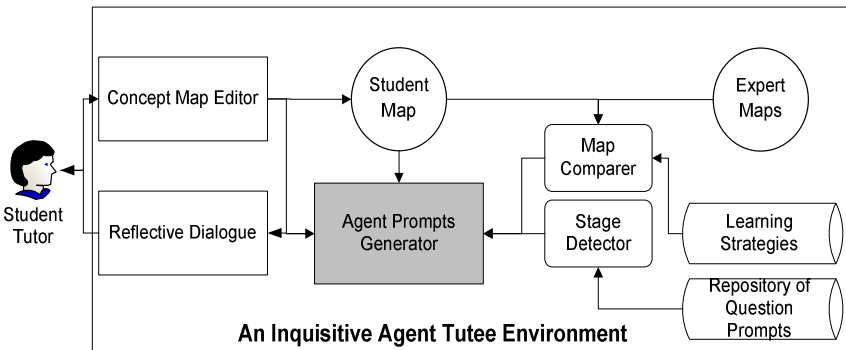 Concept Map Editor
Student
Map
Expert
Maps
Map
Comparer
Student
Tutor
Reflective Dialogue
Agent Prompts
Generator
Stage
Detector
Learning
Strategies
Repository of
Question
Prompts
An Inquisitive Agent Tutee Environment